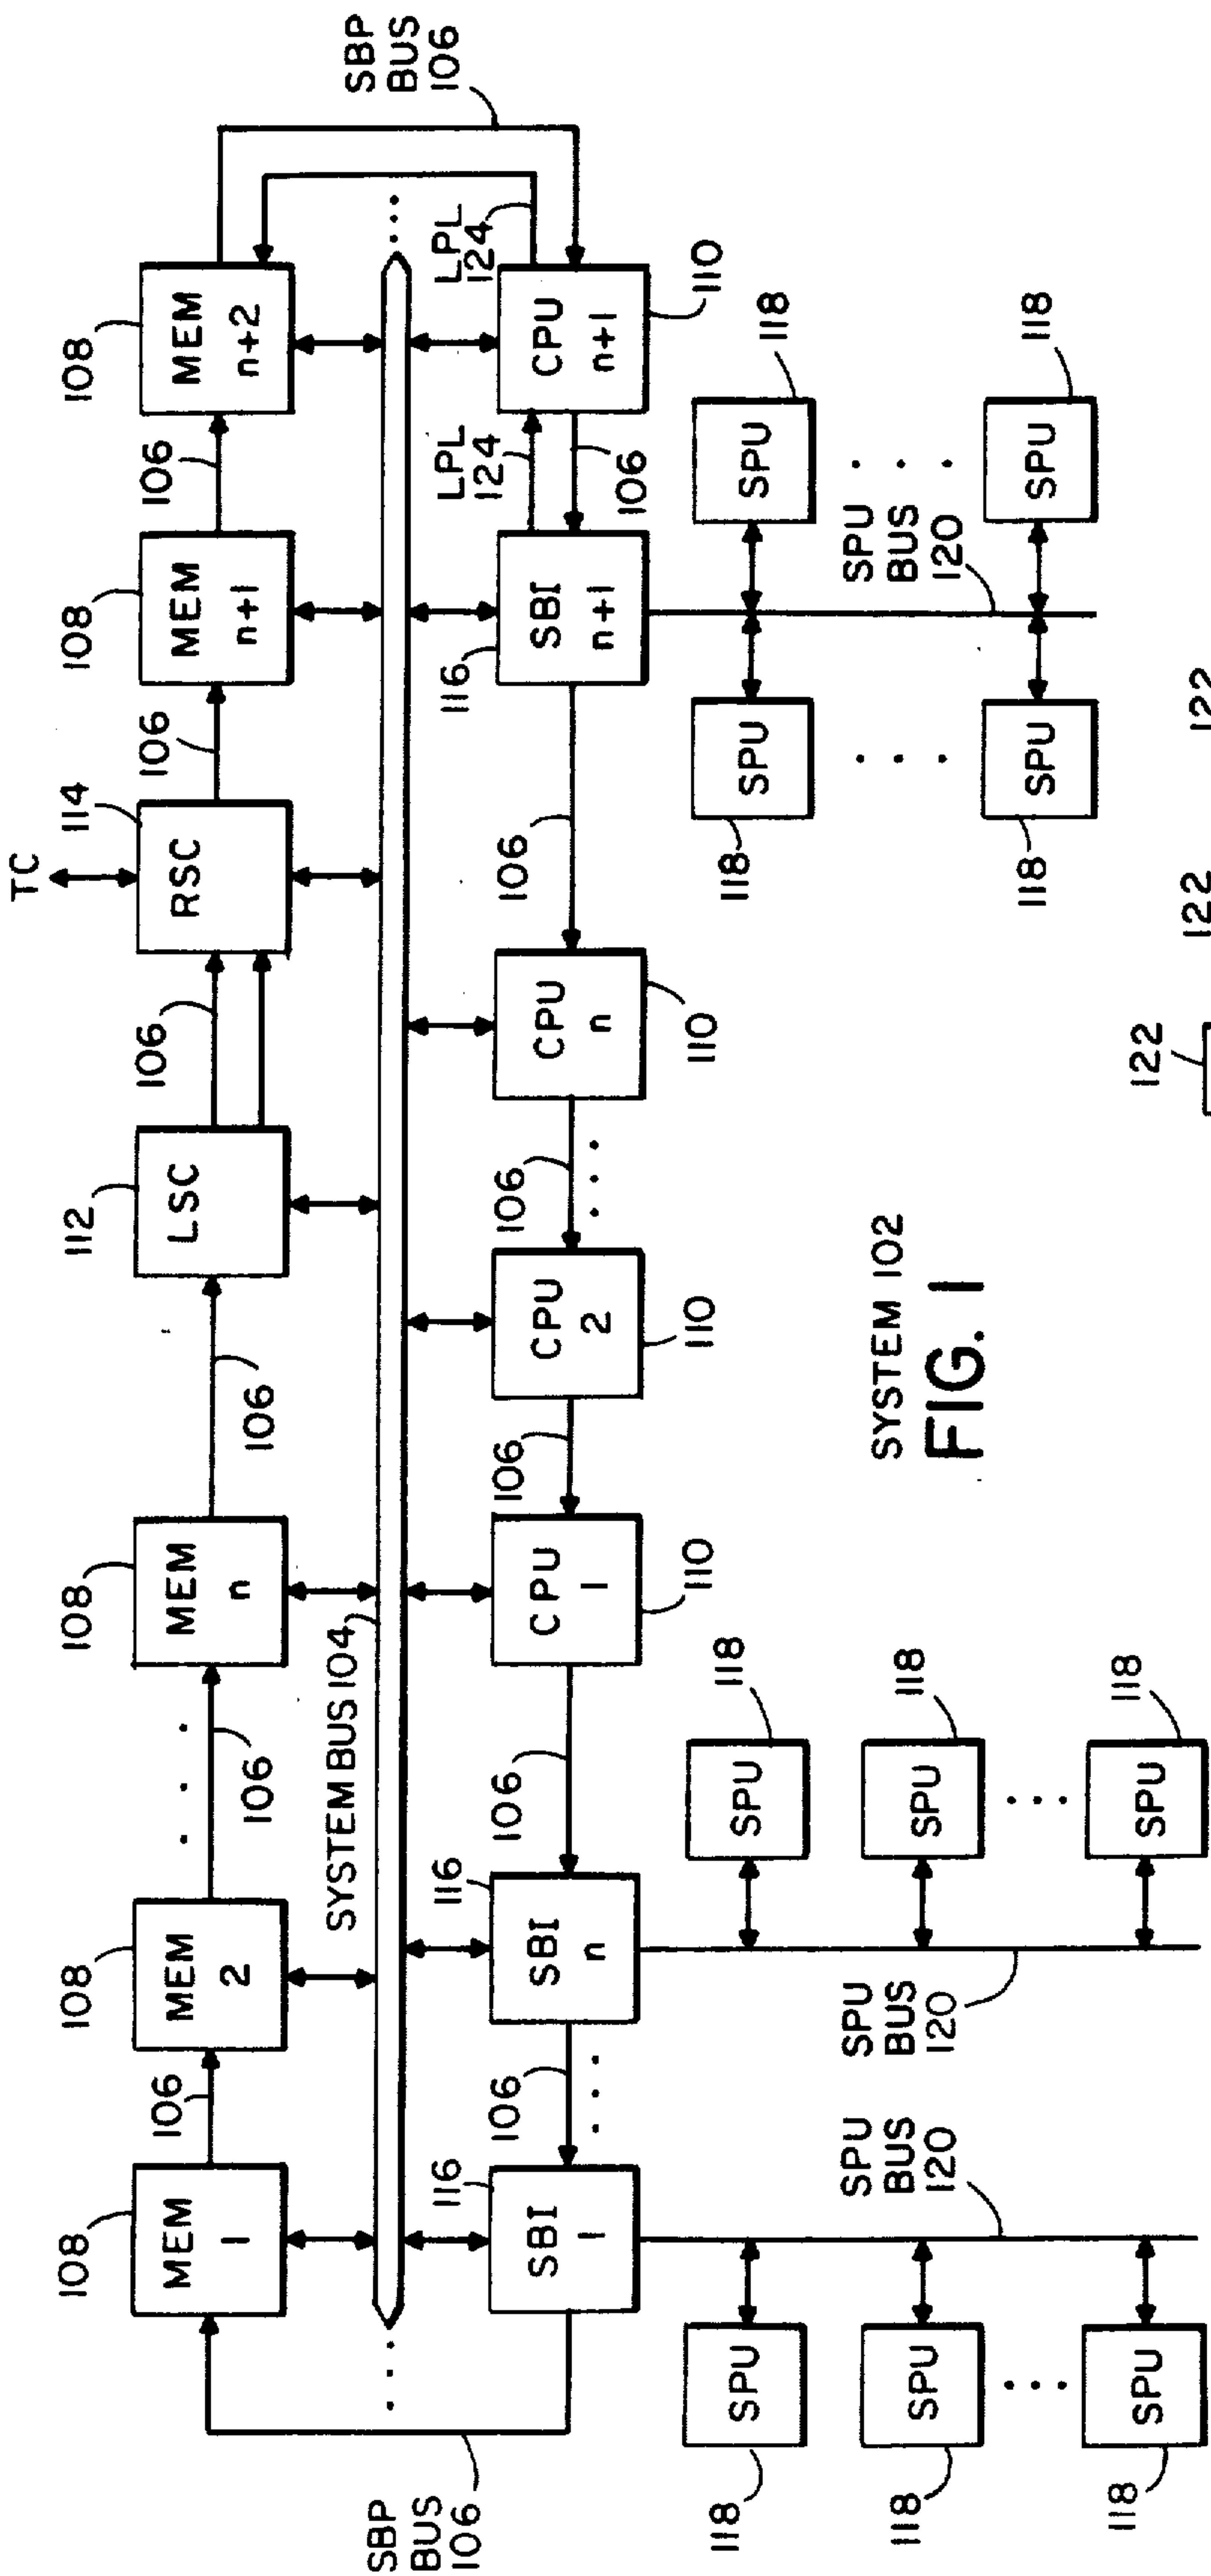 TC
108
108
108
112
114
108
108
SBP
BUS
106
MEM
1
106
MEM
2
106
MEM
n
106
LSC
106
RSC
106
MEM
n+1
106
MEM
n+2
SYSTEM BUS 104
SBP
BUS
106
116
SBI
1
106
116
SBI
n
106
CPU
1
110
106
CPU
2
110
106
CPU
n
110
106
116
SBI
n+1
LPL
124
106
CPU
n+1
110
LPL
124
118
SPU
118
SPU
118
SPU
SPU
BUS
120
SPU
BUS
120
SPU
118
SPU
118
SPU
118
118
SPU
118
SPU
SPU
BUS
120
SPU
118
SPU
118
SYSTEM 102
FIG. 1
122
122
122